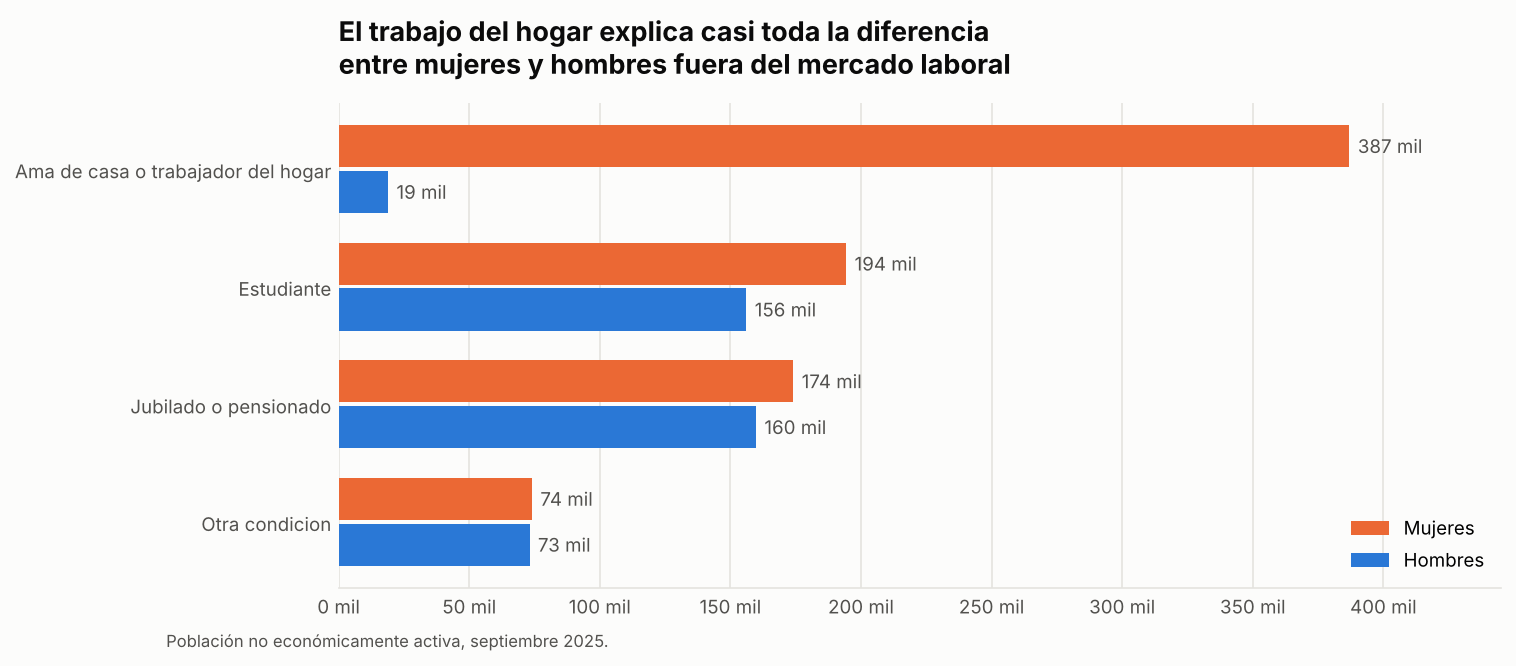 El trabajo del hogar explica casi toda la diferencia
entre mujeres y hombres fuera del mercado laboral
387 mil
Ama de casa o trabajador del hogar
19 mil
194 mil
Estudiante
156 mil
174 mil
Jubilado o pensionado
160 mil
74 mil
Otra condicion
73 mil
Mujeres
Hombres
0 mil 50 mil 100 mil 150 mil 200 mil 250 mil 300 mil 350 mil 400 mil
Población no económicamente activa, septiembre 2025.